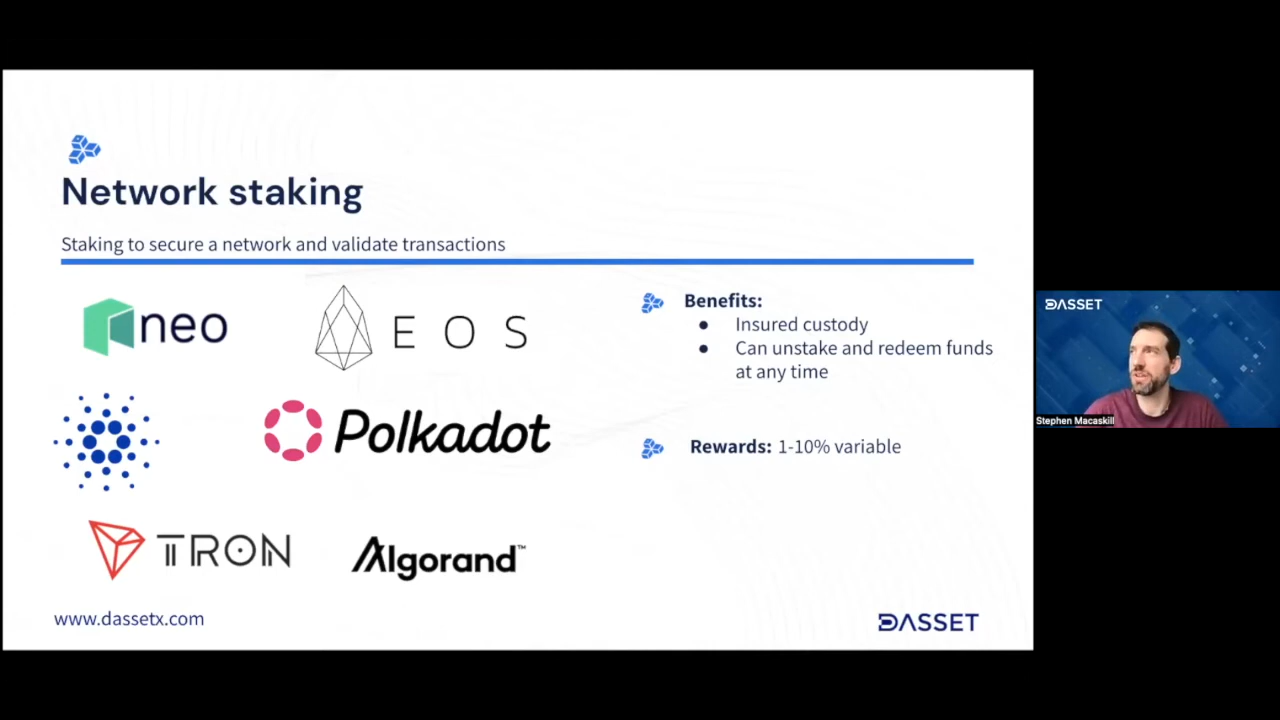 Network staking
Staking to secure a network and validate transactions
neo
EOS
Polkadot
TRON
Algorand™
Benefits:
● Insured custody
● Can unstake and redeem funds
at any time
Rewards: 1-10% variable
www.dassetx.com
DASSET
DASSET
Stephen Macaskill